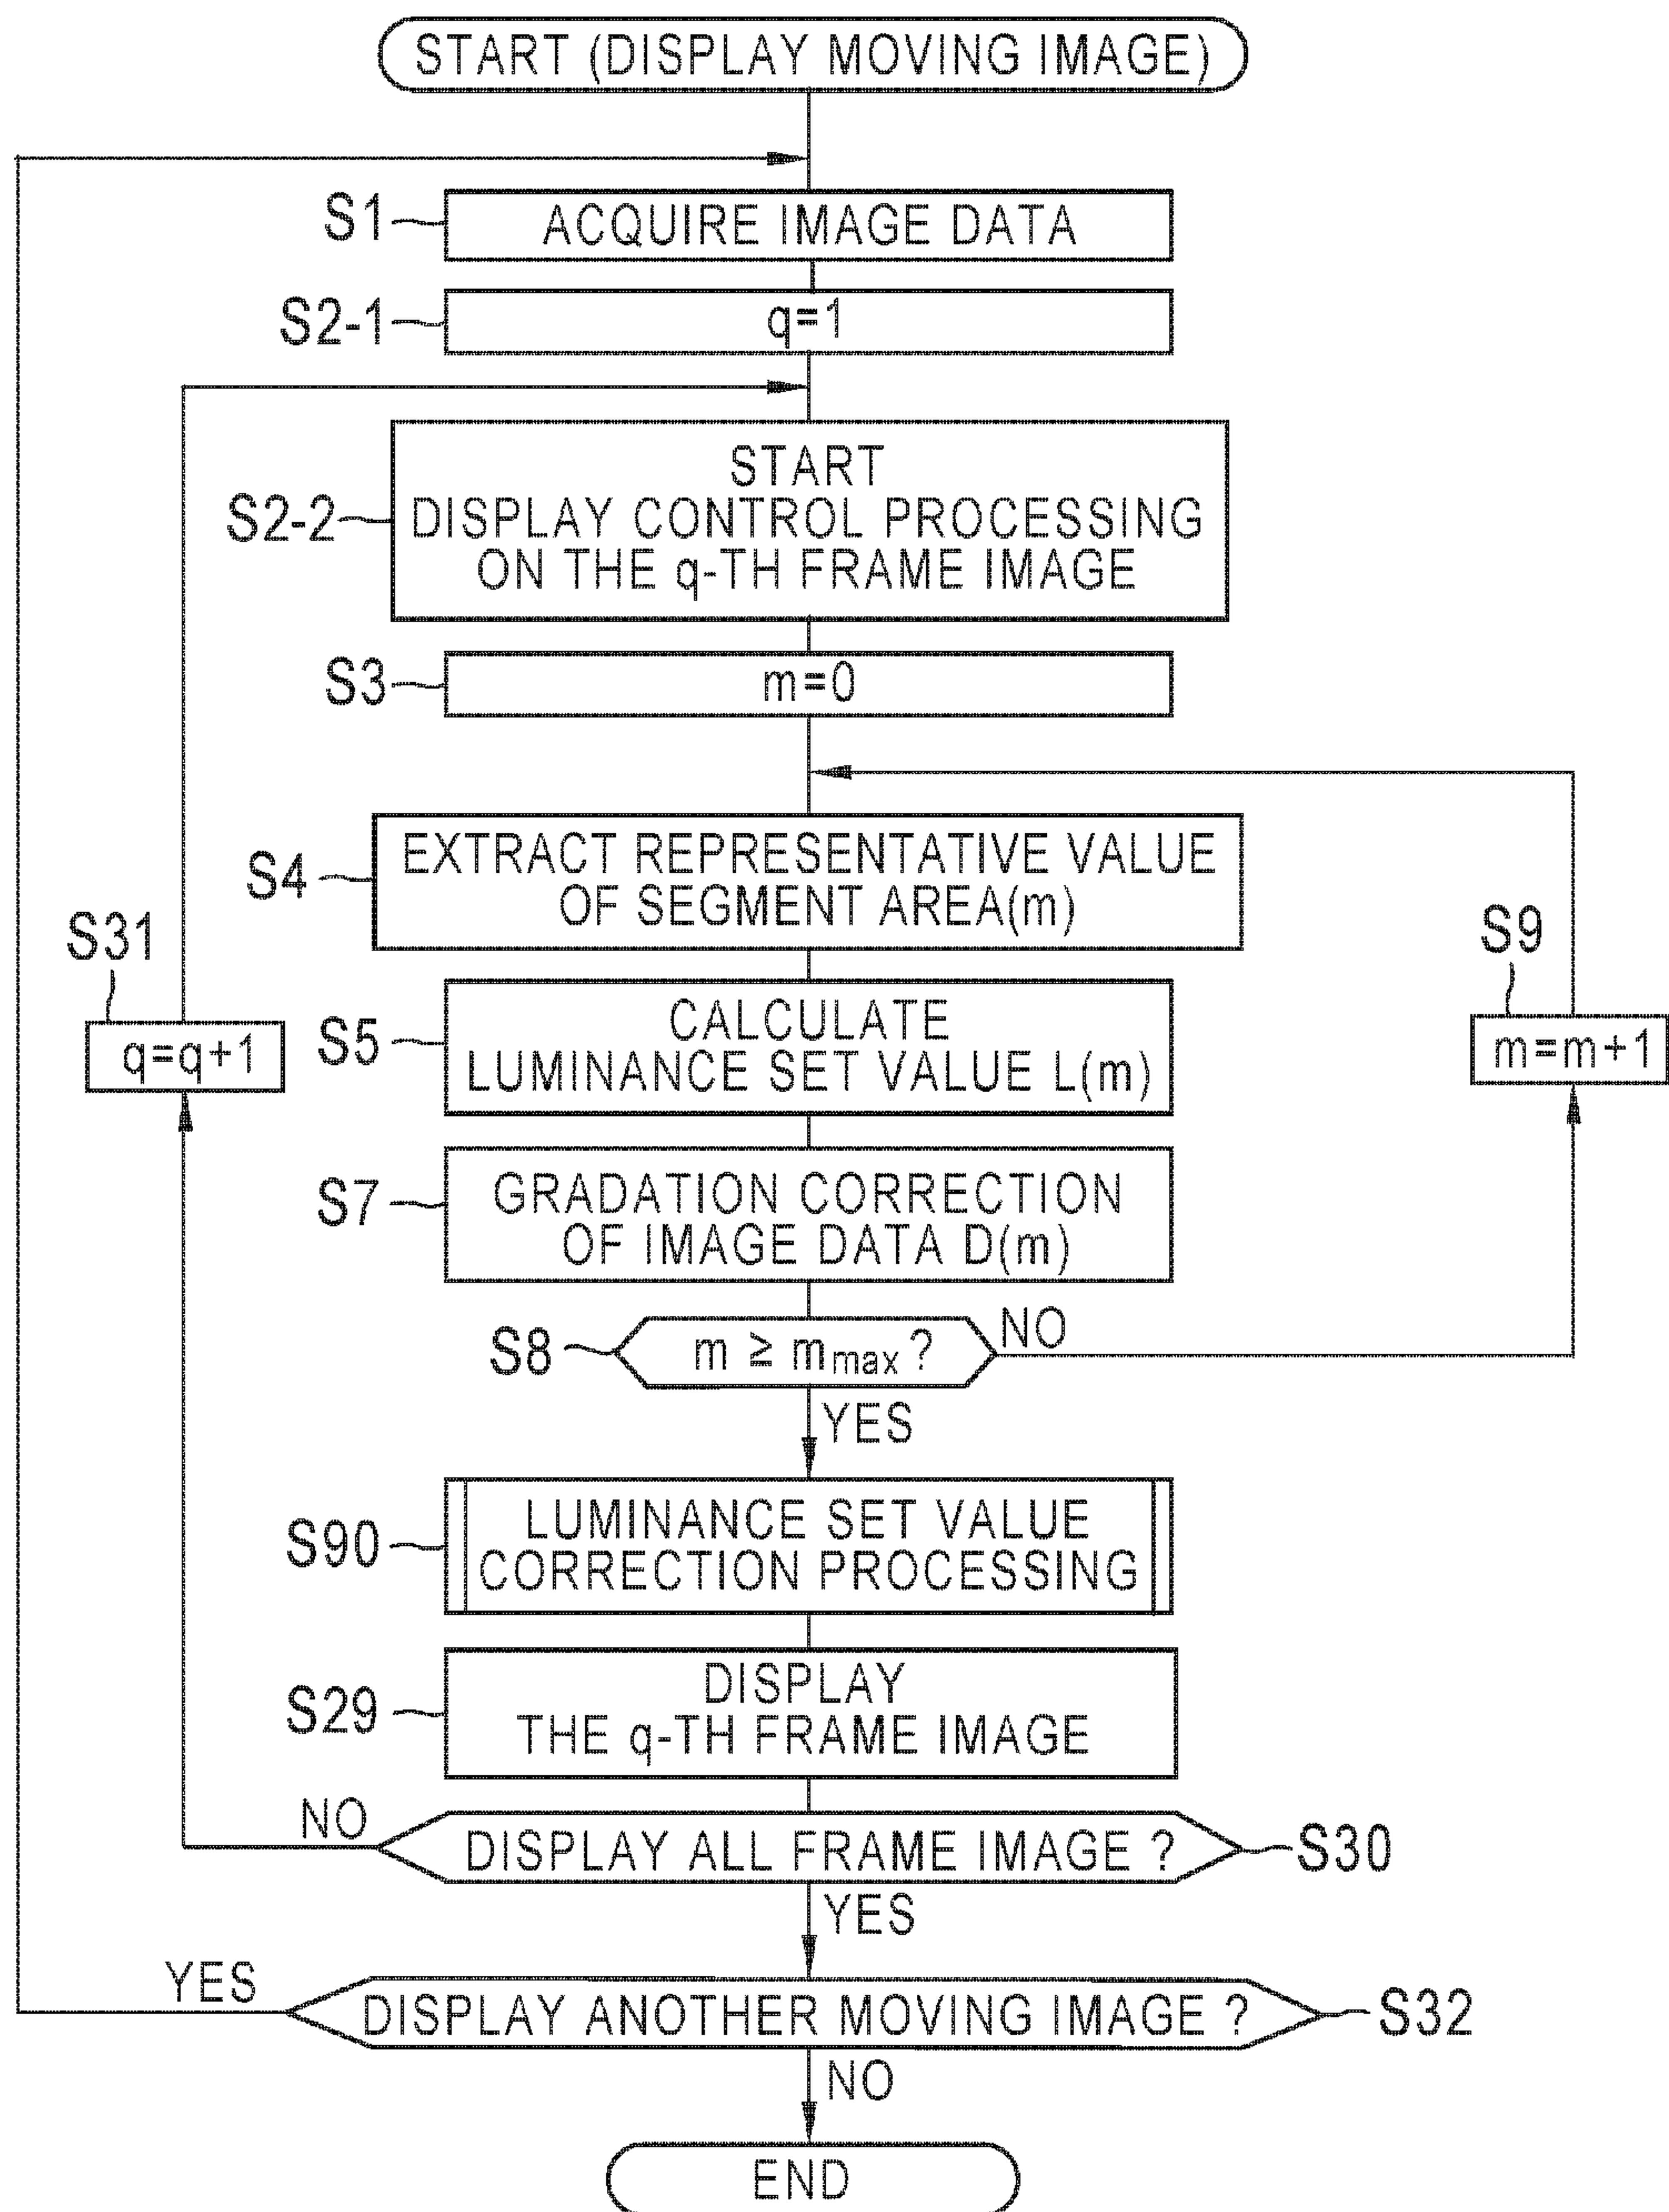 START (DISPLAY MOVING IMAGE)
S1
ACQUIRE IMAGE DATA
S2-1
q=1
S2-2
START
DISPLAY CONTROL PROCESSING
ON THE q-TH FRAME IMAGE
S3
m=0
S4
EXTRACT REPRESENTATIVE VALUE
OF SEGMENT AREA(m)
S31
q=q+1
S9
m=m+1
S5
CALCULATE
LUMINANCE SET VALUE L(m)
S7
GRADATION CORRECTION
OF IMAGE DATA D(m)
S8
m ≥ mmax ?
NO
YES
S90
LUMINANCE SET VALUE
CORRECTION PROCESSING
S29
DISPLAY
THE q-TH FRAME IMAGE
NO
DISPLAY ALL FRAME IMAGE ?
S30
YES
YES
DISPLAY ANOTHER MOVING IMAGE ?
S32
NO
END